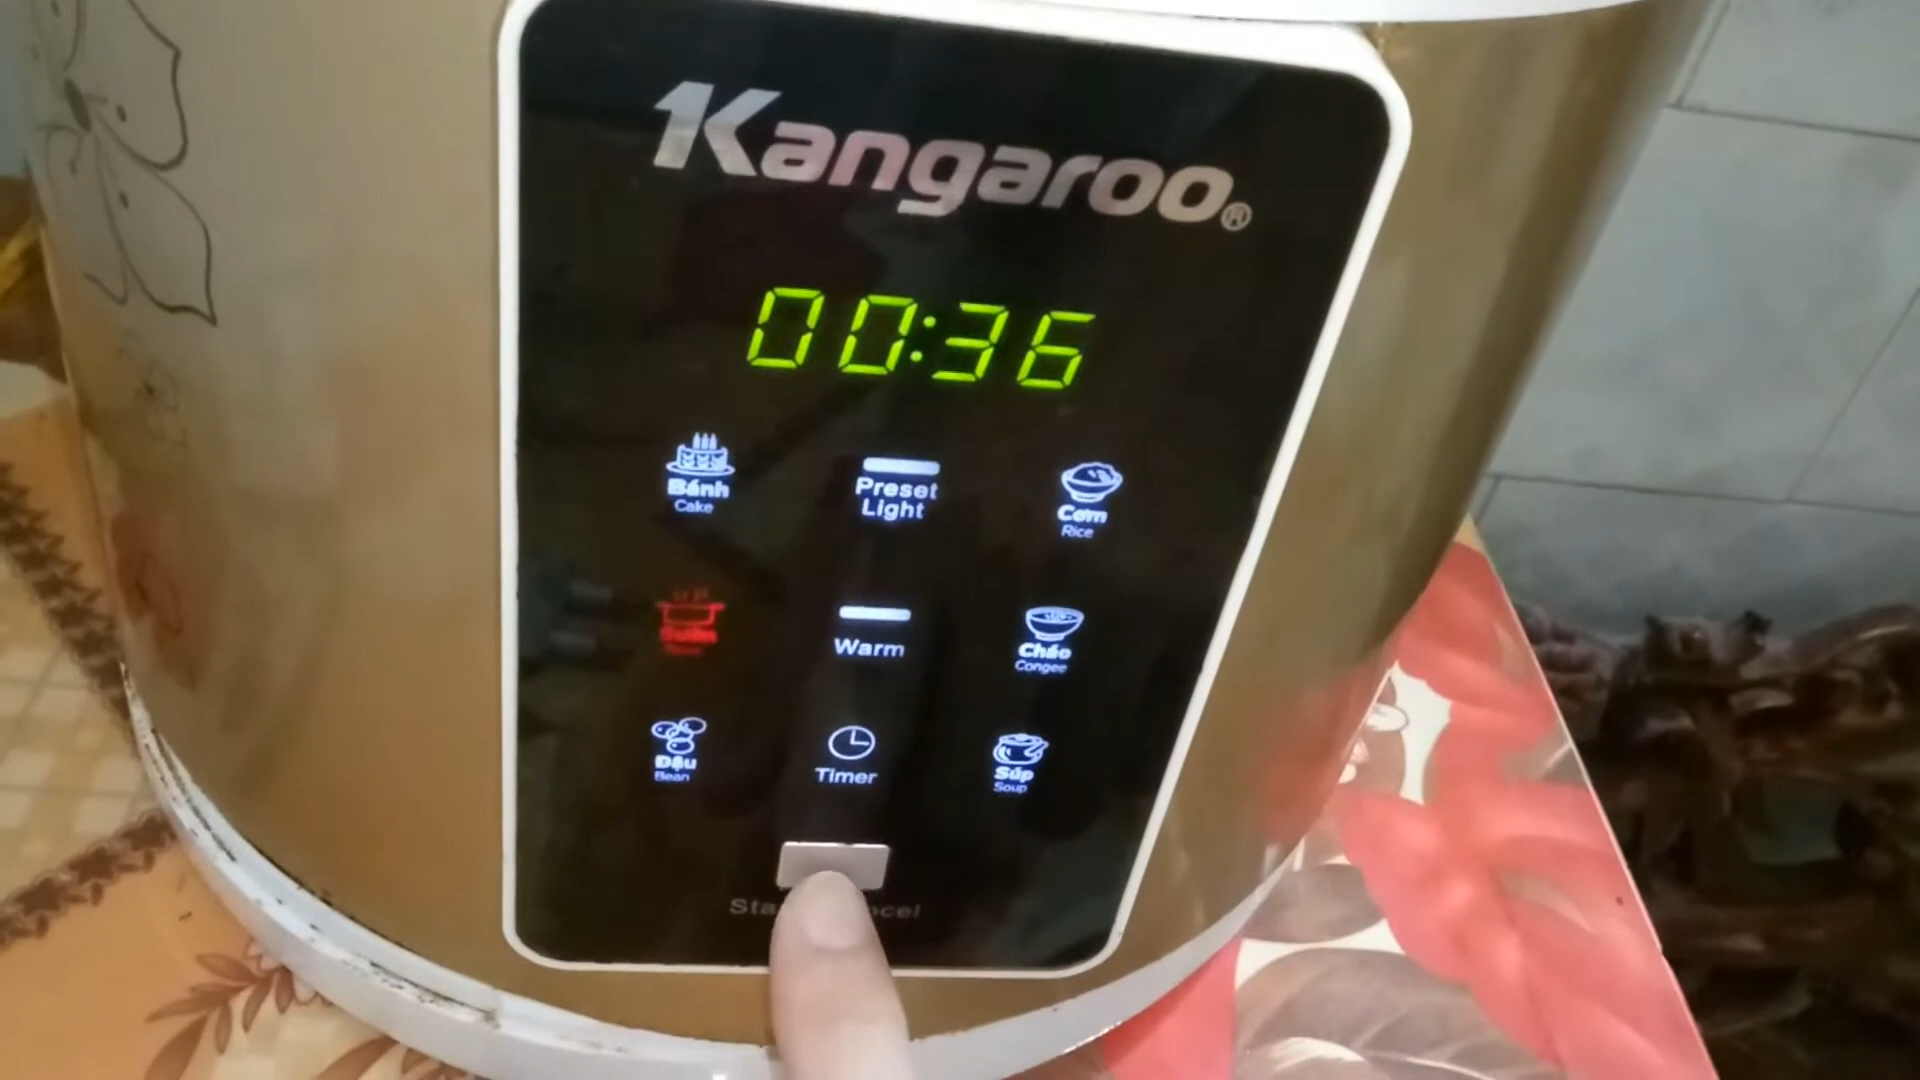 Kangaroo®
00:36
Bánh
Cake
Preset
Light
Cơm
Rice
Warm
Cháo
Congee
Đậu
Bean
Timer
Súp
Soup